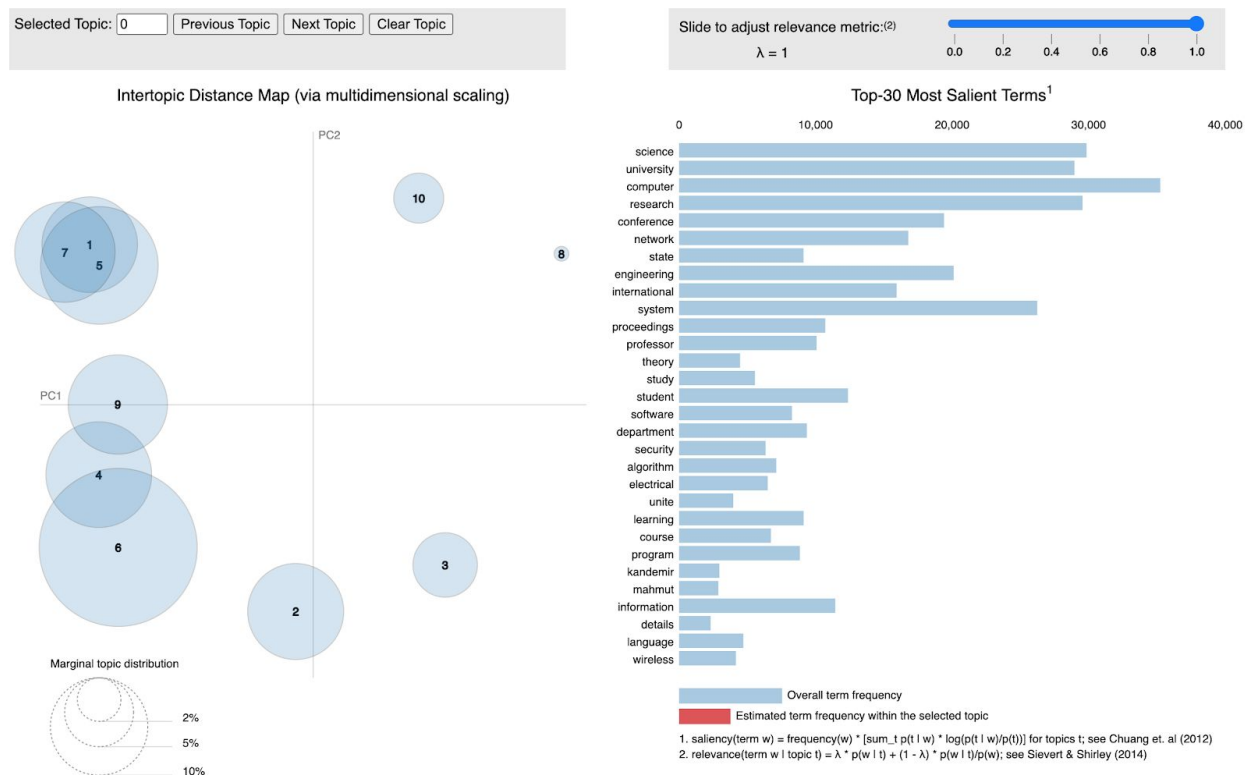 Selected Topic: 0 Previous Topic Next Topic Clear Topic
Slide to adjust relevance metric:(2)
λ = 1
0.0 0.2 0.4 0.6 0.8 1.0
Intertopic Distance Map (via multidimensional scaling)
PC2
PC1
10
8
7
1
5
9
4
6
3
2
Marginal topic distribution
2%
5%
10%
Top-30 Most Salient Terms1
0 10,000 20,000 30,000 40,000
science
university
computer
research
conference
network
state
engineering
international
system
proceedings
professor
theory
study
student
software
department
security
algorithm
electrical
unite
learning
course
program
kandemir
mahmut
information
details
language
wireless
Overall term frequency
Estimated term frequency within the selected topic
1. saliency(term w) = frequency(w) * [sum_t p(t | w) * log(p(t | w)/p(t))] for topics t; see Chuang et. al (2012)
2. relevance(term w | topic t) = λ * p(w | t) + (1 - λ) * p(w | t)/p(w); see Sievert & Shirley (2014)